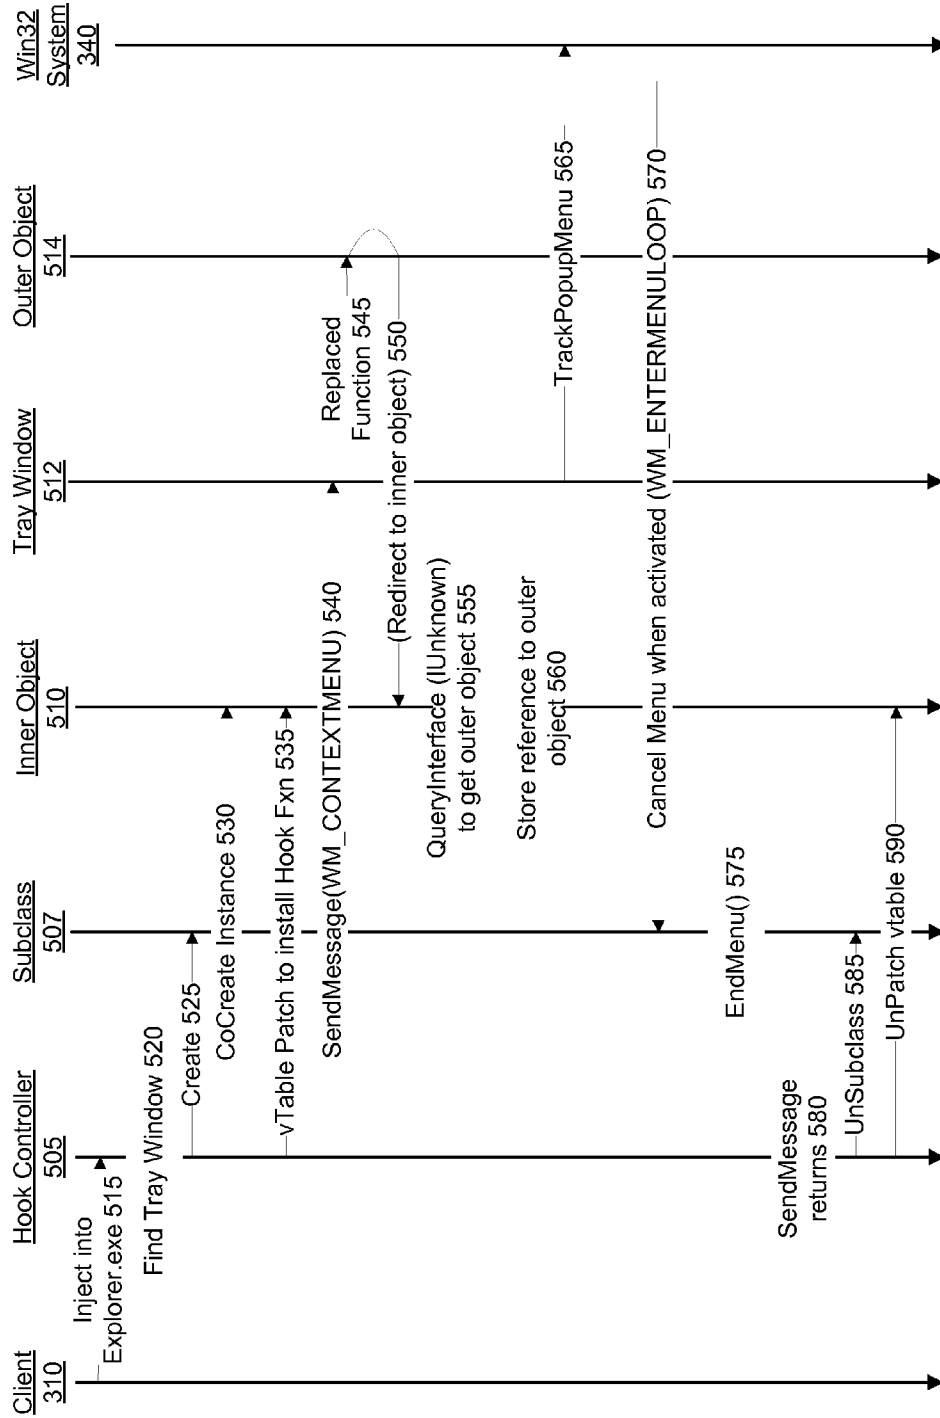 Client
310
Hook Controller
505
Subclass
507
Inner Object
510
Tray Window
512
Outer Object
514
Win32
System
340
Inject into
Explorer.exe 515
Find Tray Window 520
Create 525
CoCreate Instance 530
vTable Patch to install Hook Fxn 535
SendMessage(WM_CONTEXTMENU) 540
Replaced
Function 545
(Redirect to inner object) 550
QueryInterface (IUnknown)
to get outer object 555
Store reference to outer
object 560
TrackPopupMenu 565
Cancel Menu when activated (WM_ENTERMENULOOP) 570
EndMenu() 575
SendMessage
returns 580
UnSubclass 585
UnPatch vtable 590